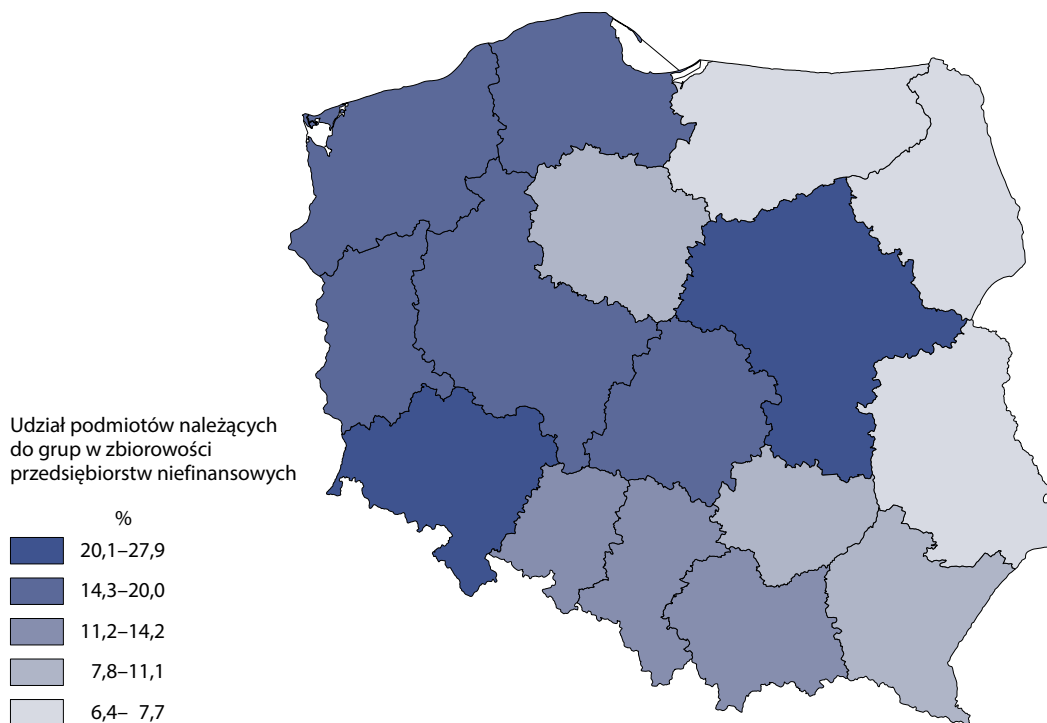 Udział podmiotów należących
do grup w zbiorowości
przedsiębiorstw niefinansowych
%
20,1–27,9
14,3–20,0
11,2–14,2
7,8–11,1
6,4– 7,7